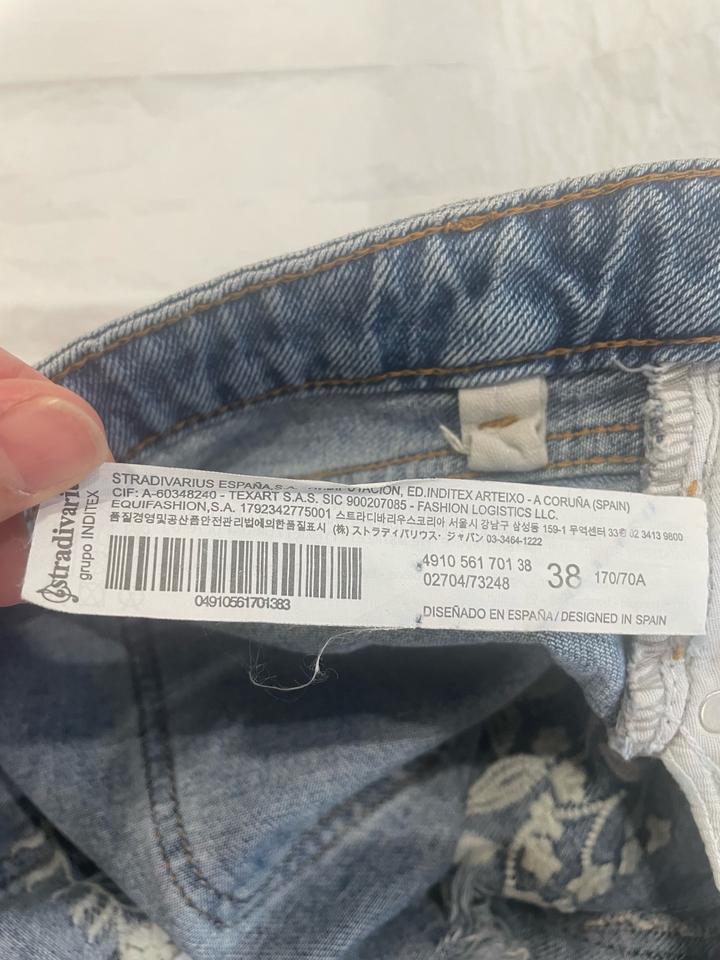 Stradivarius
grupo INDITEX
STRADIVARIUS ESPAÑA,S.A. ED.INDITEX ARTEIXO - A CORUÑA (SPAIN)
CIF: A-60348240 - TEXART S.A.S. SIC 900207085 - FASHION LOGISTICS LLC.
EQUIFASHION,S.A. 1792342775001 스트라디바리우스코리아 서울시 강남구 삼성동 159-1 무역센터 02 3413 9800
품질경영및공산품안전관리법에의한품질표시 (株) ストラディバリウス・ジャパン 03-3464-1222
04910561701383
4910 561 701 38
02704/73248
38
170/70A
DISEÑADO EN ESPAÑA/DESIGNED IN SPAIN